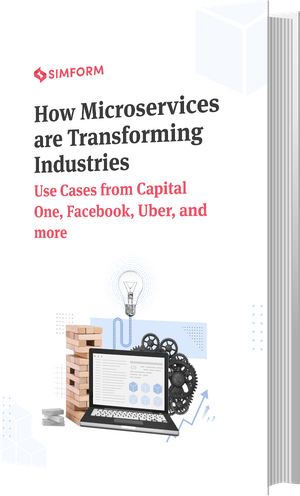 SIMFORM
How Microservices
are Transforming
Industries
Use Cases from Capital
One, Facebook, Uber, and
more